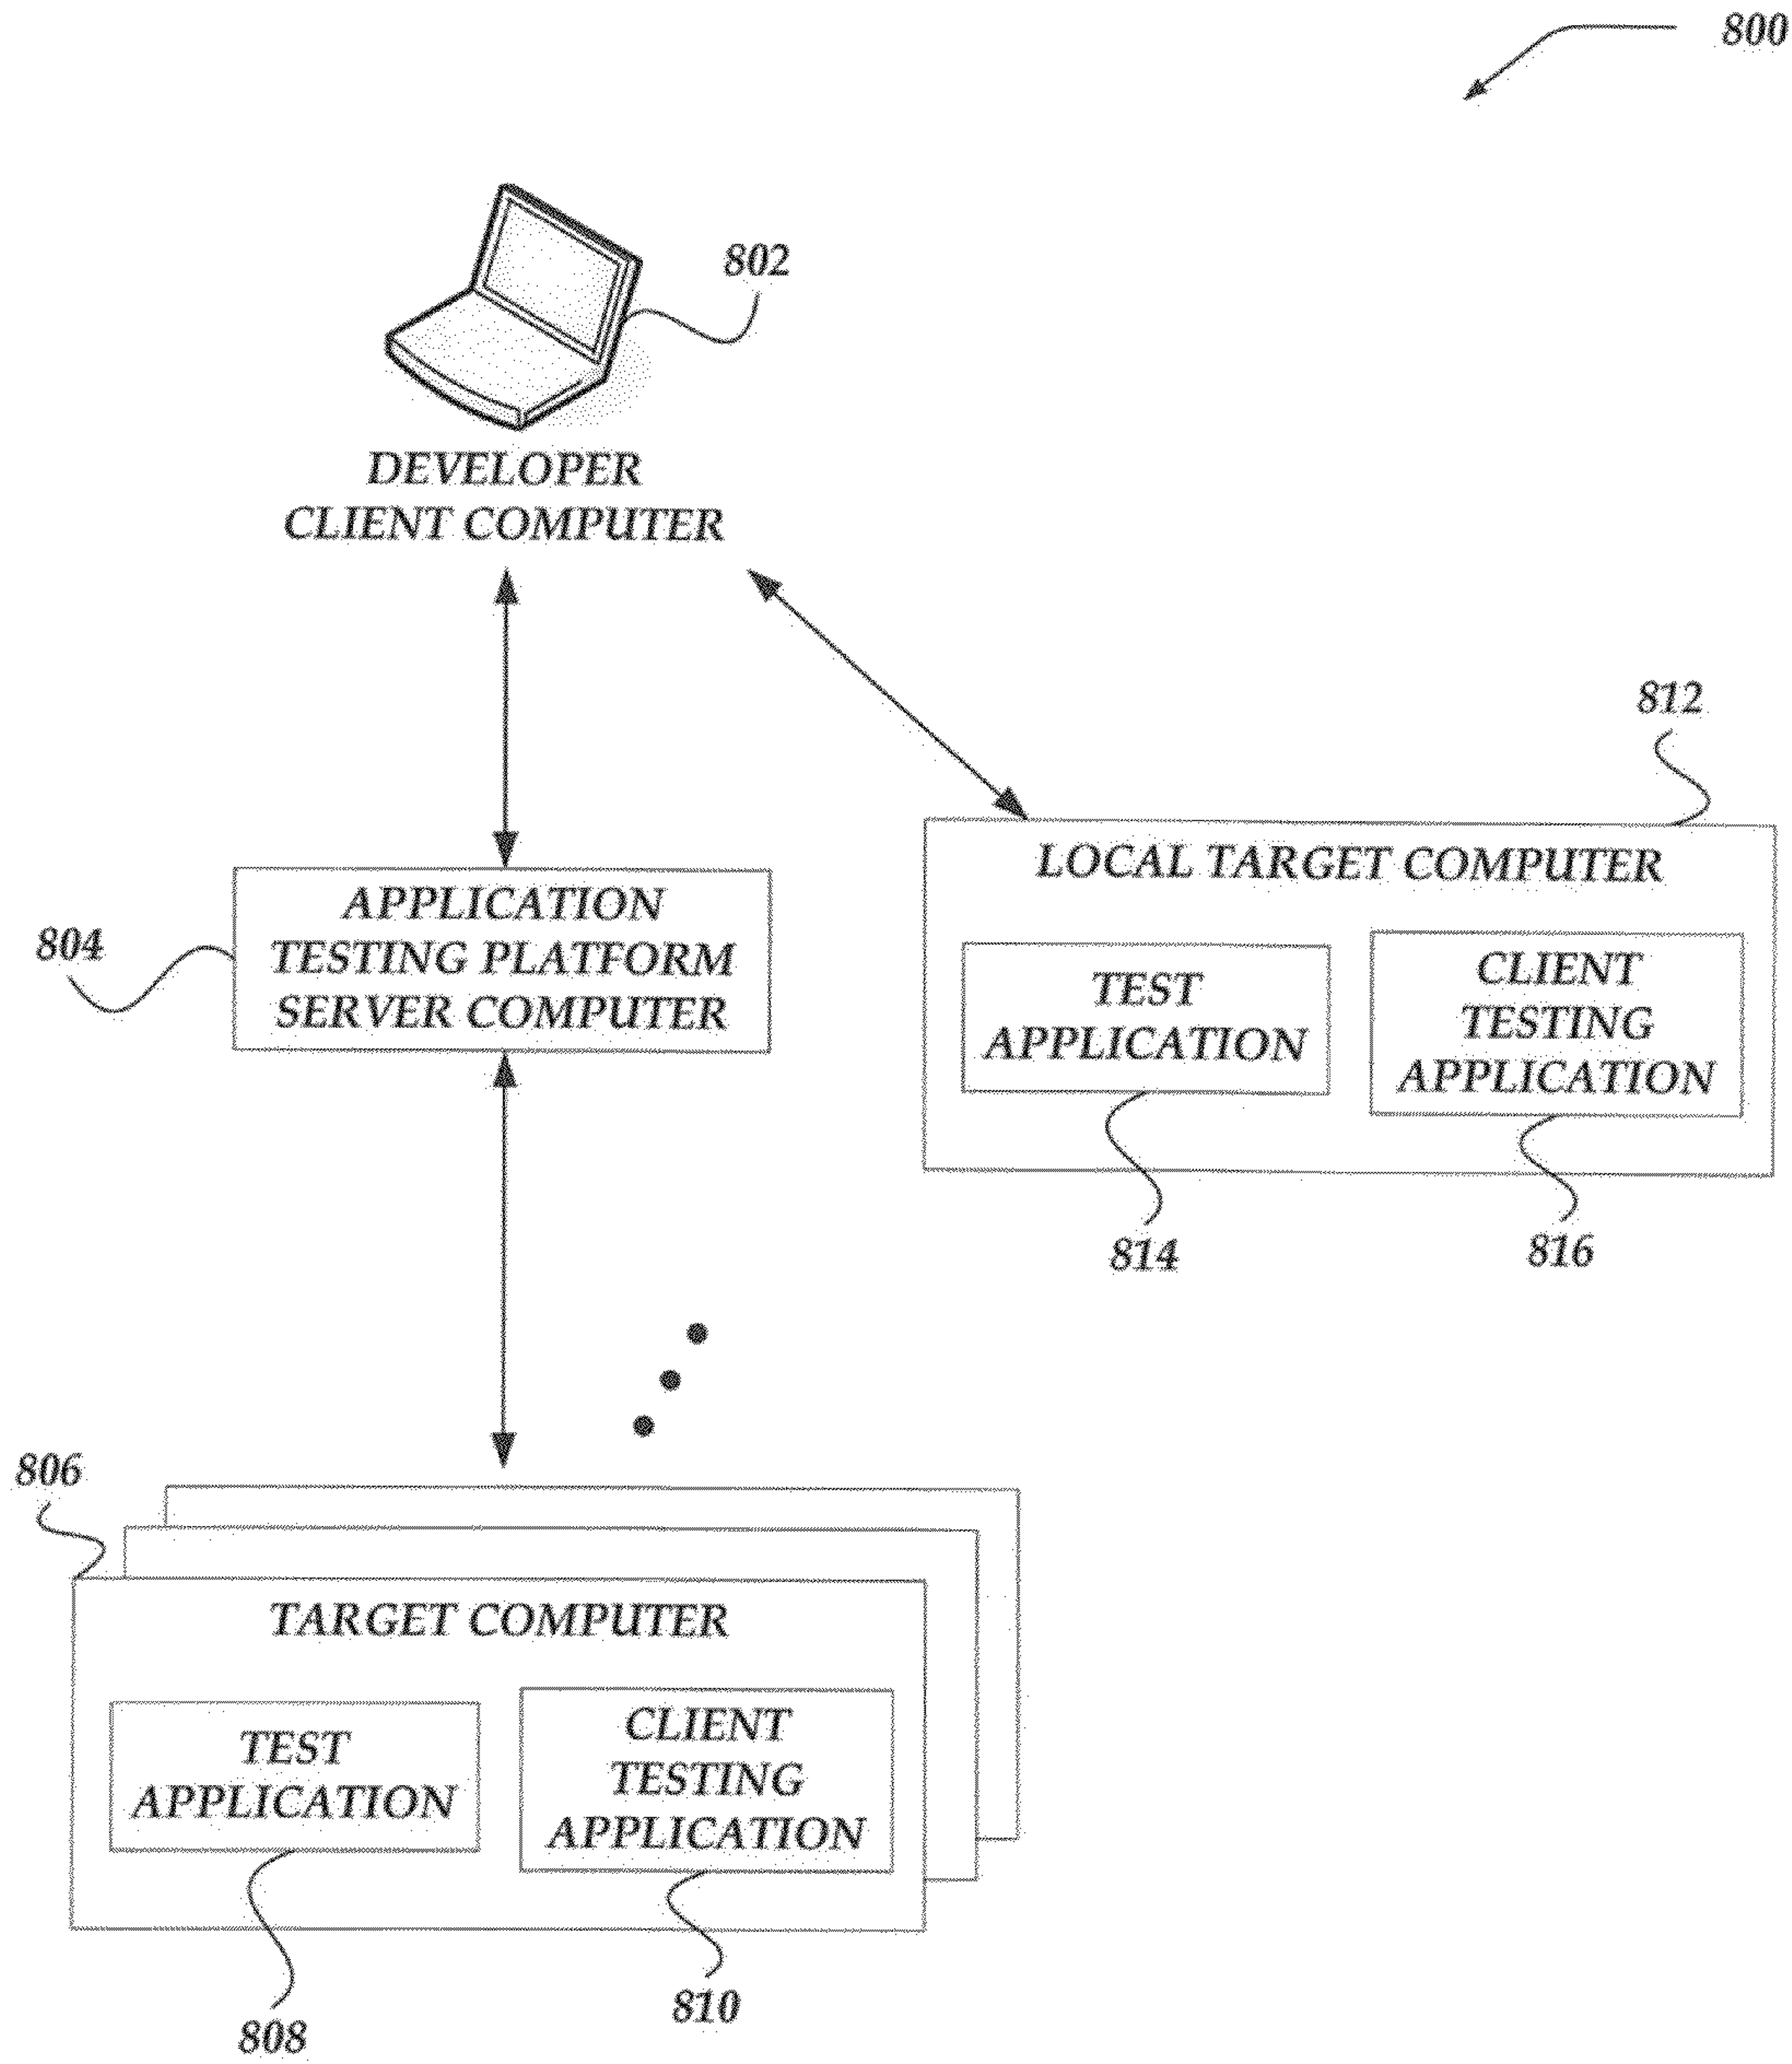 800
802
DEVELOPER
CLIENT COMPUTER
812
LOCAL TARGET COMPUTER
804
APPLICATION
TESTING PLATFORM
SERVER COMPUTER
TEST
APPLICATION
CLIENT
TESTING
APPLICATION
814
816
806
TARGET COMPUTER
TEST
APPLICATION
CLIENT
TESTING
APPLICATION
808
810